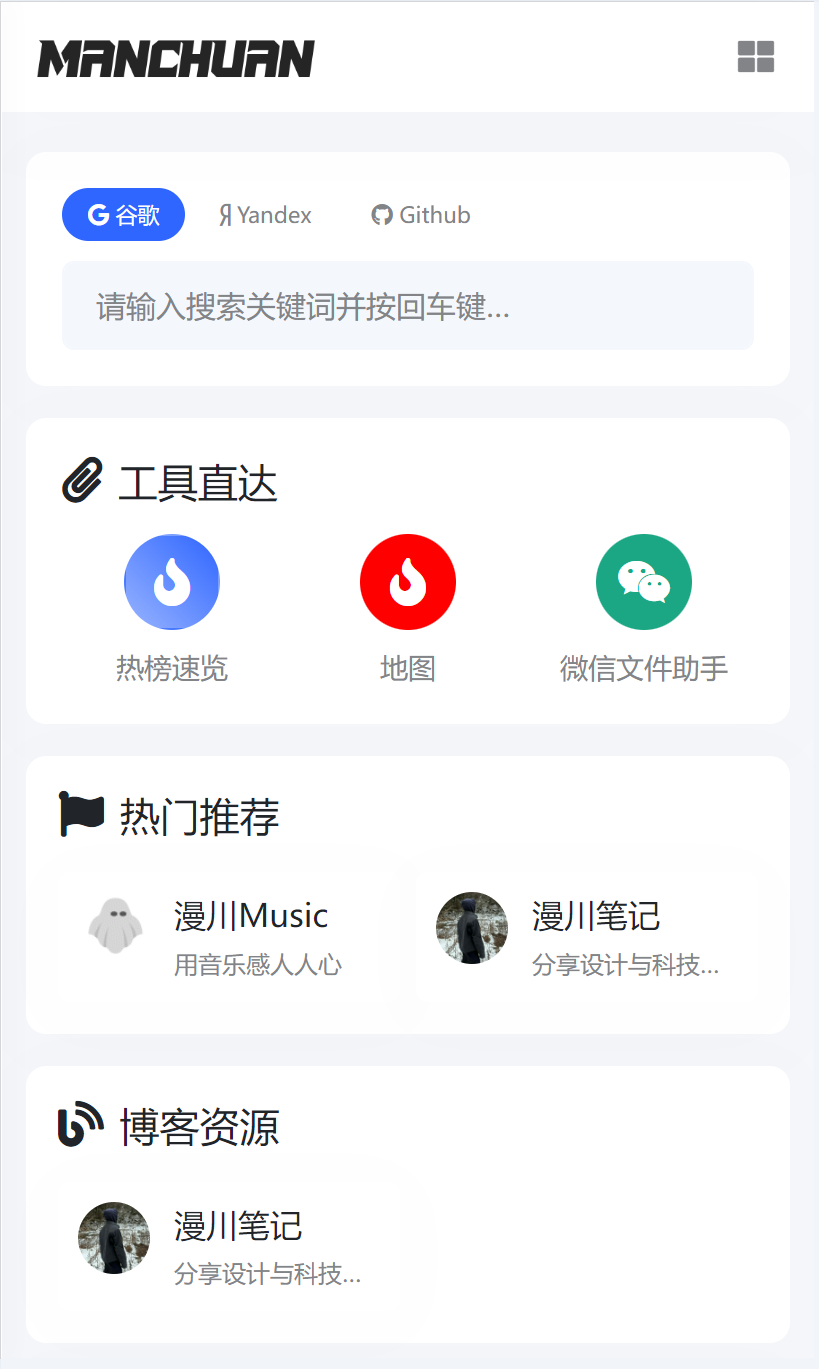 MANCHUAN
谷歌 Yandex Github
请输入搜索关键词并按回车键...
工具直达
热榜速览 地图 微信文件助手
热门推荐
漫川Music
用音乐感人人心
漫川笔记
分享设计与科技...
博客资源
漫川笔记
分享设计与科技...